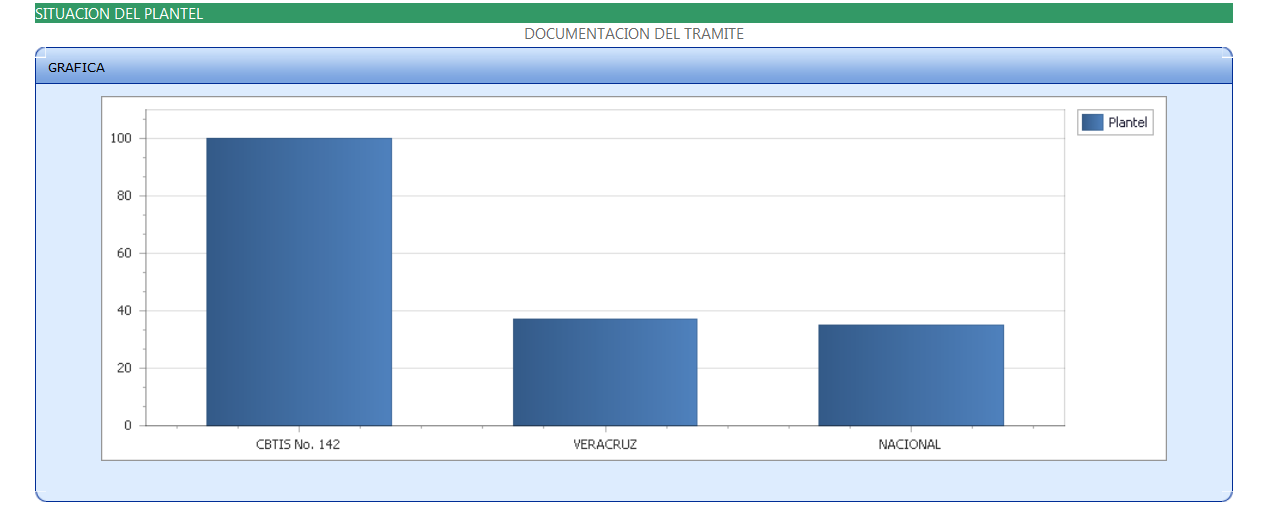 SITUACION DEL PLANTEL
DOCUMENTACION DEL TRAMITE
GRAFICA
Plantel
100
80
60
40
20
0
CBTIS No. 142 VERACRUZ NACIONAL